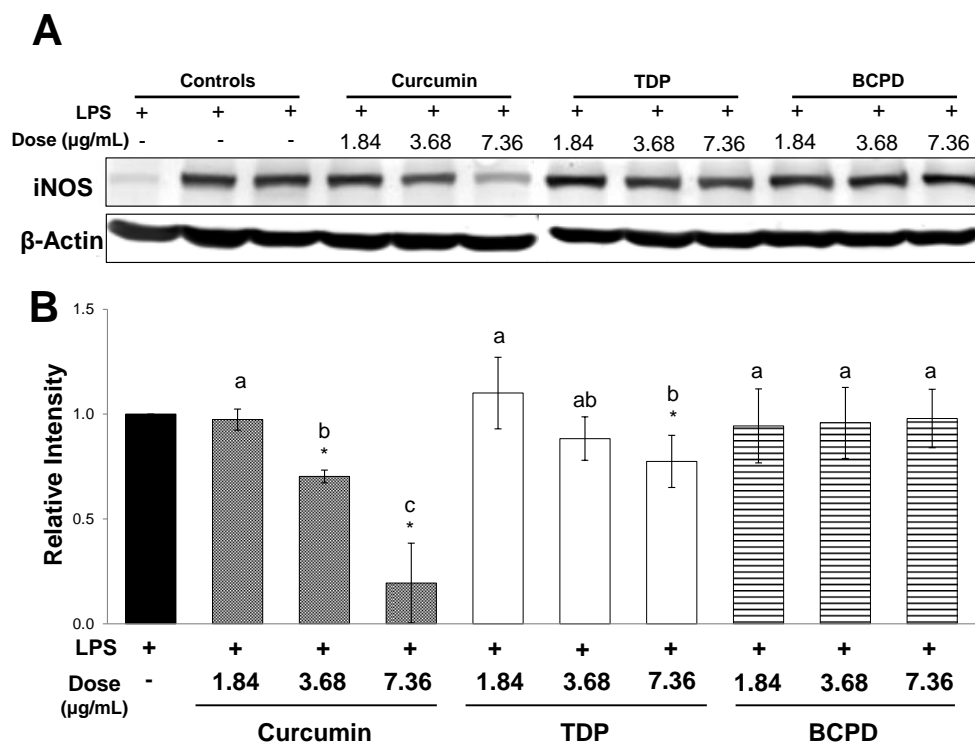 A
Controls Curcumin TDP BCPD
LPS + + + + + + + + + + + +
Dose (µg/mL) - - - 1.84 3.68 7.36 1.84 3.68 7.36 1.84 3.68 7.36
iNOS
β-Actin
B
Relative Intensity
1.5
1.0
0.5
0.0
a b * c * a ab b * a a a
LPS + + + + + + + + + +
Dose - 1.84 3.68 7.36 1.84 3.68 7.36 1.84 3.68 7.36
(µg/mL)
Curcumin TDP BCPD